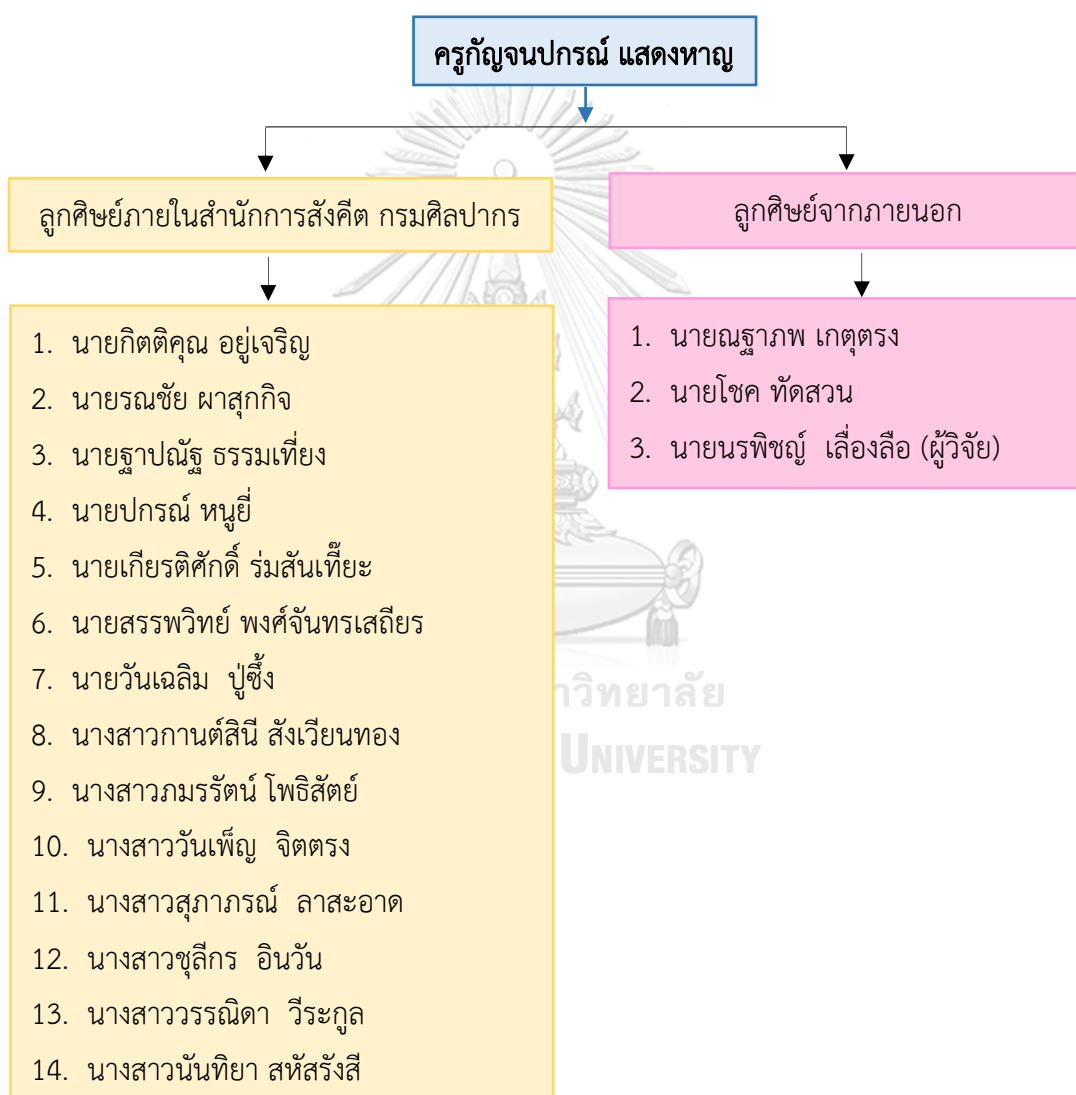 ครูกัญจนปกรณ์ แสดงหาญ
ลูกศิษย์ภายในสำนักการสังคีต กรมศิลปากร
ลูกศิษย์จากภายนอก
1. นายกิตติคุณ อยู่เจริญ
2. นายรณชัย ผาสุกกิจ
3. นายฐาปณัฐ ธรรมเที่ยง
4. นายปกรณ์ หนูยี่
5. นายเกียรติศักดิ์ ร่มสันเทียะ
6. นายสรรพวิทย์ พงศ์จันทรเสถียร
7. นายวันเฉลิม ปู่ซึ้ง
8. นางสาวกานต์สินี สังเวียนทอง
9. นางสาวภมรรัตน์ โพธิสัตย์
10. นางสาววันเพ็ญ จิตตรง
11. นางสาวสุภาภรณ์ ลาสะอาด
12. นางสาวชุลีกร อินวัน
13. นางสาววรรณิดา วีระกูล
14. นางสาวนันทิยา สหัสรังสี
1. นายณฐาภพ เกตุตรง
2. นายโชค ทัดสวน
3. นายนรพิชญ์ เลื่องลือ (ผู้วิจัย)
าวิทยาลัย
UNIVERSITY